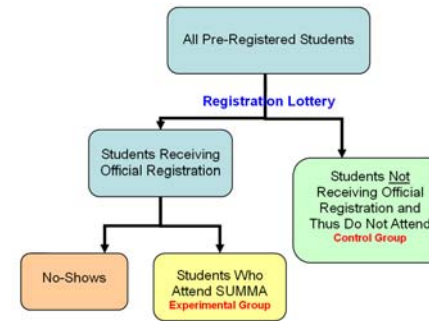 All Pre-Registered Students
Registration Lottery
Students Receiving
Official Registration
Students Not
Receiving Official
Registration and
Thus Do Not Attend
Control Group
No-Shows
Students Who
Attend SUMMA
Experimental Group